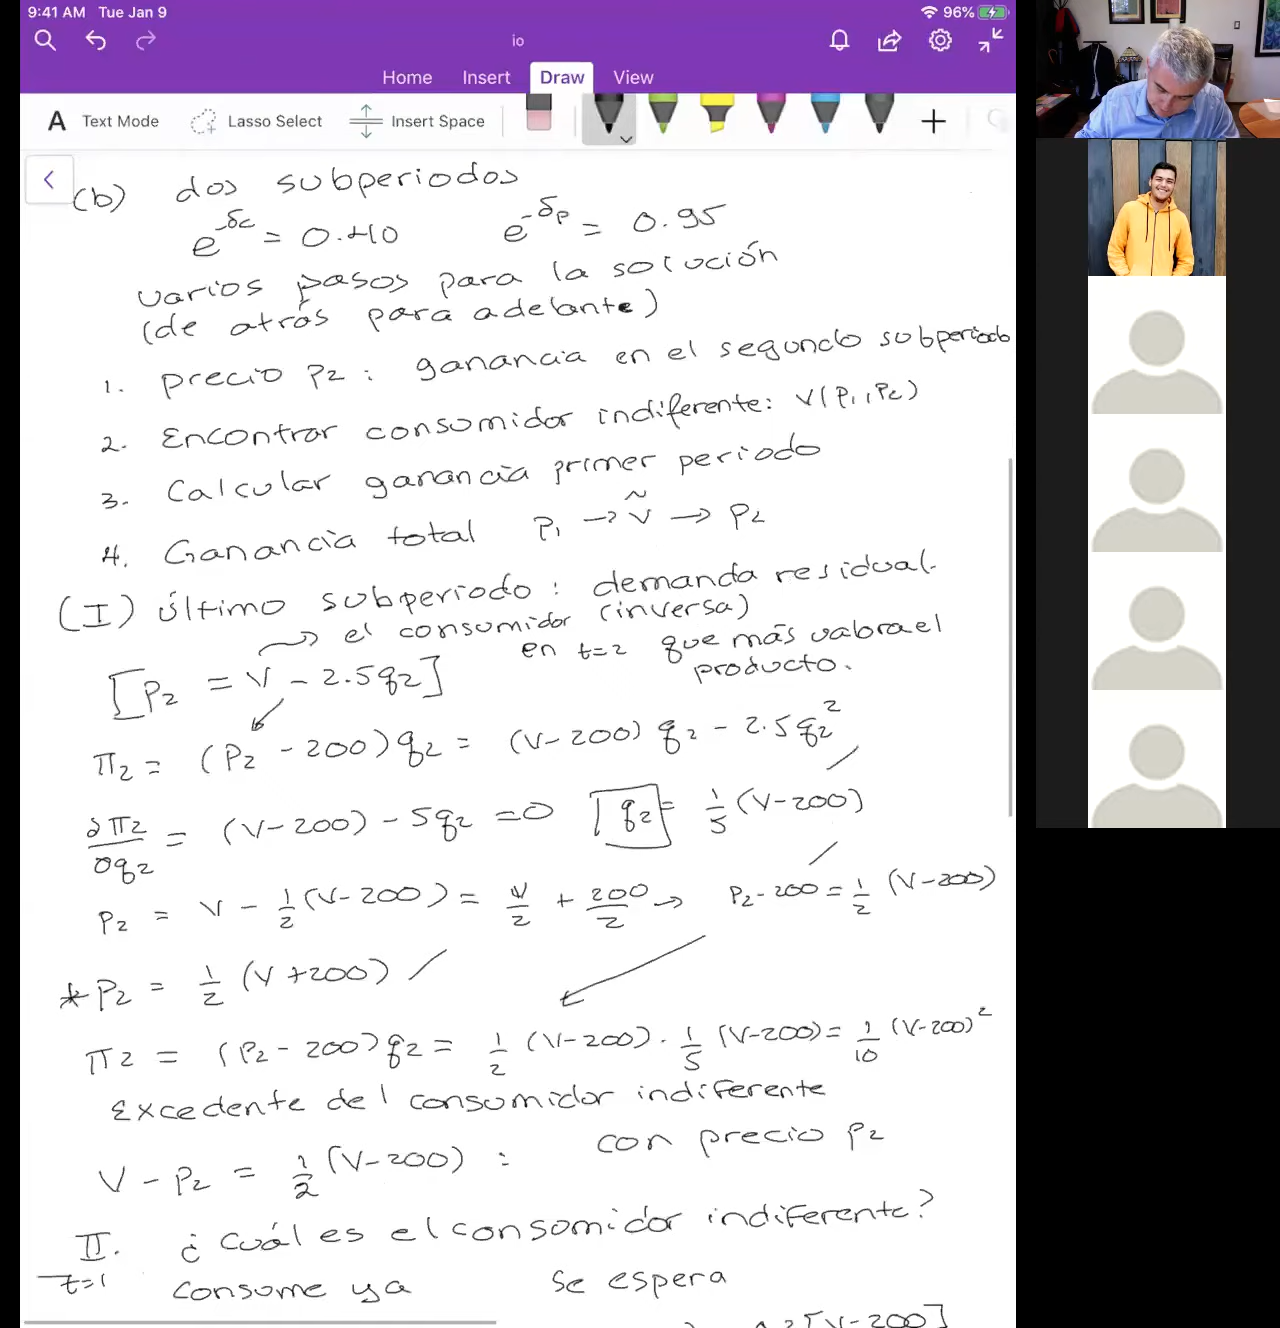 9:41 AM Tue Jan 9
96%
io
Home Insert Draw View
A Text Mode Lasso Select Insert Space
(b) dos subperiodos
e^{-δc} = 0.40 e^{-δp} = 0.95
varios pasos para la solución
(de atrás para adelante)
1. precio p2 : ganancia en el segundo subperiodo
2. Encontrar consumidor indiferente: V(p1, p2)
3. Calcular ganancia primer periodo
4. Ganancia total p1 → ṽ → p2
(I) último subperiodo : demanda residual.
(inversa)
→ el consumidor en t=2 que más valora el producto.
[p2 = V - 2.5q2]
π2 = (P2 - 200)q2 = (V-200) q2 - 2.5q2²
∂π2/∂q2 = (V-200) - 5q2 = 0 q2 = 1/5 (V-200)
p2 = V - 1/2 (V-200) = V/2 + 200/2 → p2-200 = 1/2 (V-200)
* p2 = 1/2 (V+200)
π2 = (p2-200)q2 = 1/2 (V-200) · 1/5 (V-200) = 1/10 (V-200)²
Excedente del consumidor indiferente
V - p2 = 1/2 (V-200) : con precio p2
II. ¿Cuál es el consumidor indiferente?
t=1 consume ya se espera
[V-200]